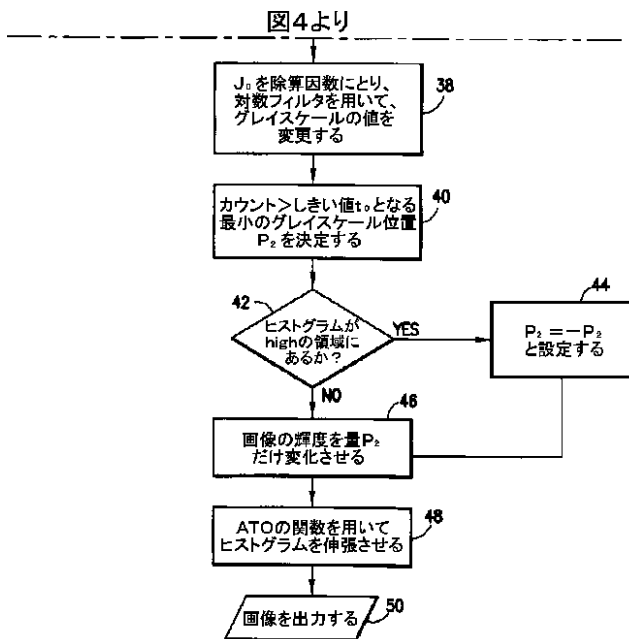 図4より
J₀を除算因数にとり、
対数フィルタを用いて、
グレイスケールの値を
変更する
38
カウント>しきい値t₀となる
最小のグレイスケール位置
P₂を決定する
40
42
ヒストグラムが
highの領域に
あるか?
YES
44
P₂=-P₂
と設定する
NO
46
画像の輝度を量P₂
だけ変化させる
ATOの関数を用いて
ヒストグラムを伸張させる
48
画像を出力する
50